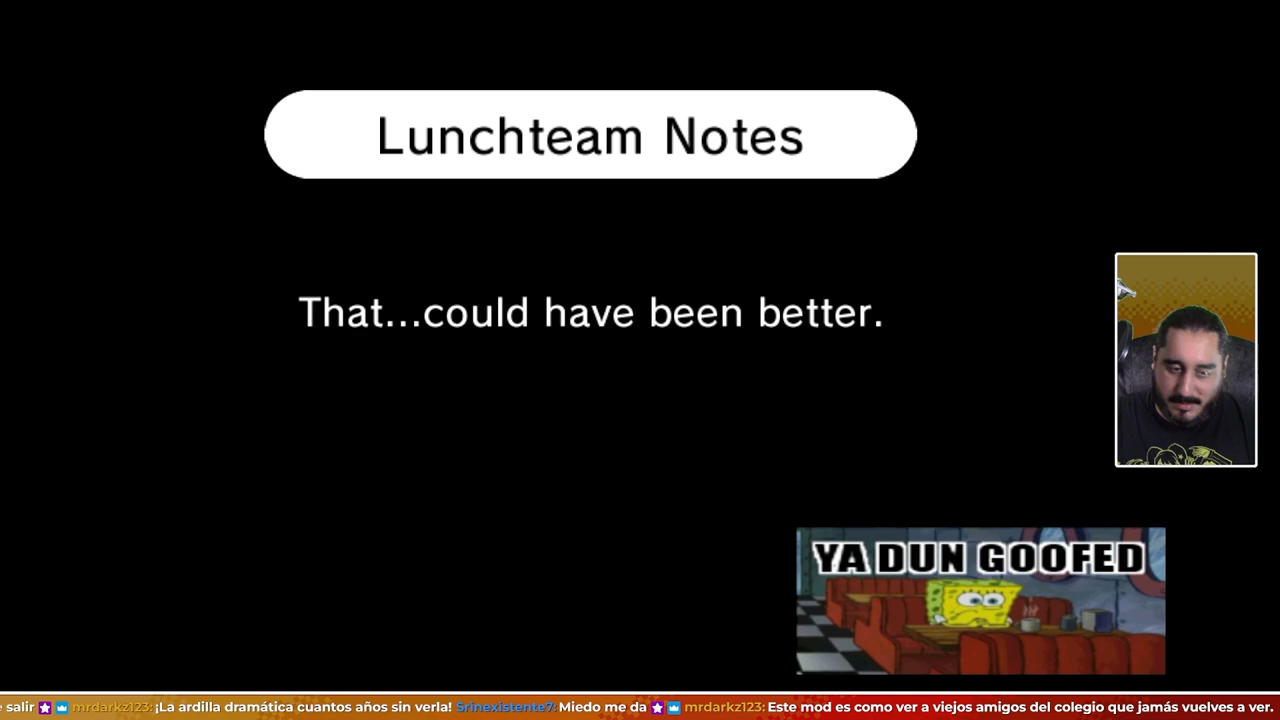 Lunchteam Notes
That...could have been better.
YA DUN GOOFED
e salir mrdarkz123: ¡La ardilla dramática cuantos años sin verla! Srinexistente7: Miedo me da mrdarkz123: Este mod es como ver a viejos amigos del colegio que jamás vuelves a ver.